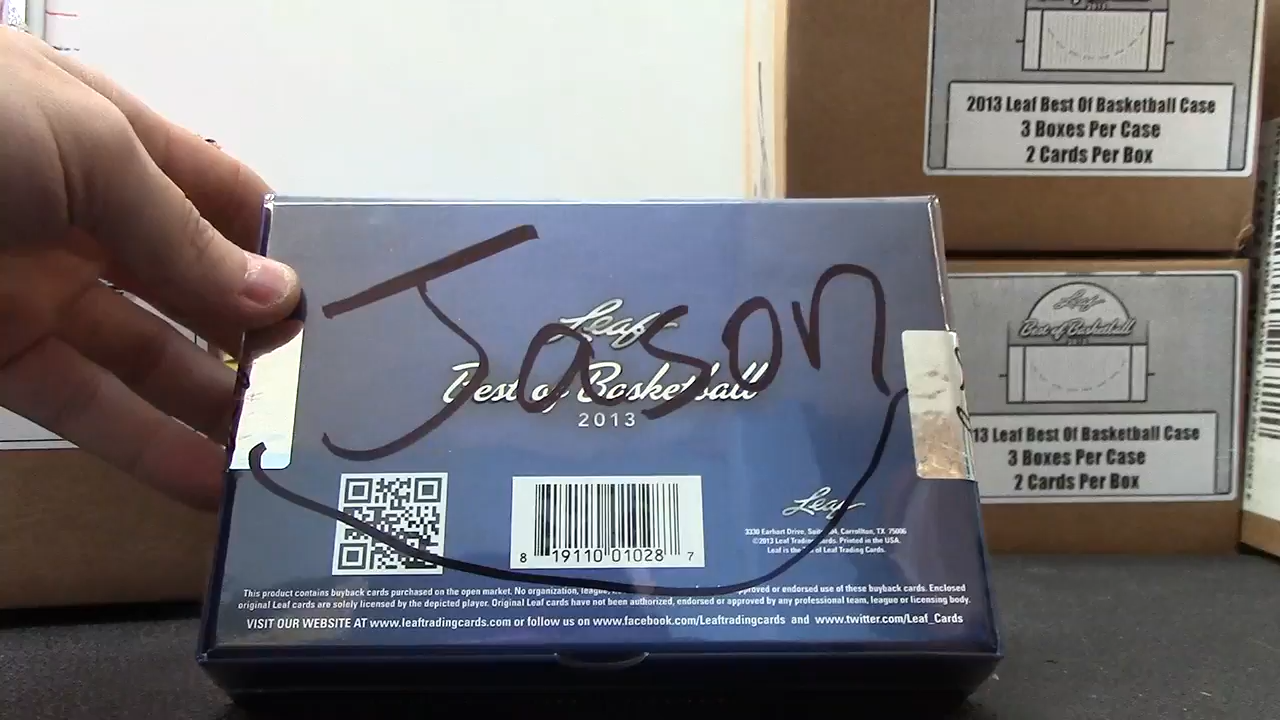 2013
2013 Leaf Best Of Basketball Case
3 Boxes Per Case
2 Cards Per Box
Leaf
Best of Basketball
13 Leaf Best Of Basketball Case
3 Boxes Per Case
2 Cards Per Box
Jason
Leaf
Best of Basketball
2013
8 19110 01028 7
Leaf
3330 Earhart Drive, Carrollton, TX 75006
©2013 Leaf Trading Cards. Printed in the USA.
Leaf is the of Leaf Trading Cards.
This product contains buyback cards purchased on the open market. No organization, or endorsed use of these buyback cards. Enclosed
original Leaf cards are solely licensed by the depicted player. Original Leaf cards have not been authorized, endorsed or approved by any professional team, league or licensing body.
VISIT OUR WEBSITE AT www.leaftradingcards.com or follow us on www.facebook.com/Leaftradingcards and www.twitter.com/Leaf_Cards